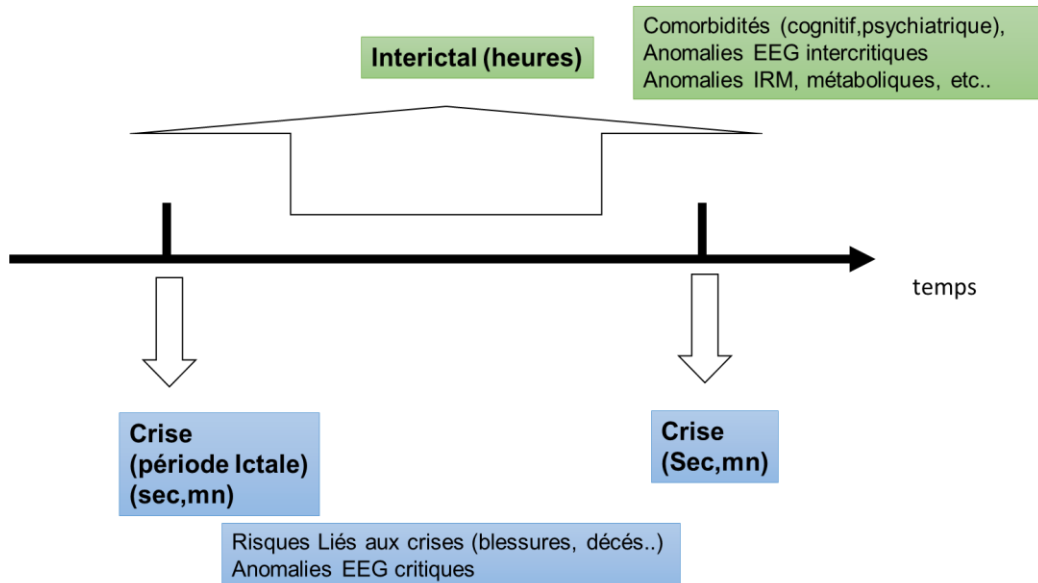 Comorbidités (cognitif,psychiatrique),
Anomalies EEG intercritiques
Anomalies IRM, métaboliques, etc..
Interictal (heures)
temps
Crise
(période Ictale)
(sec,mn)
Crise
(Sec,mn)
Risques Liés aux crises (blessures, décés..)
Anomalies EEG critiques